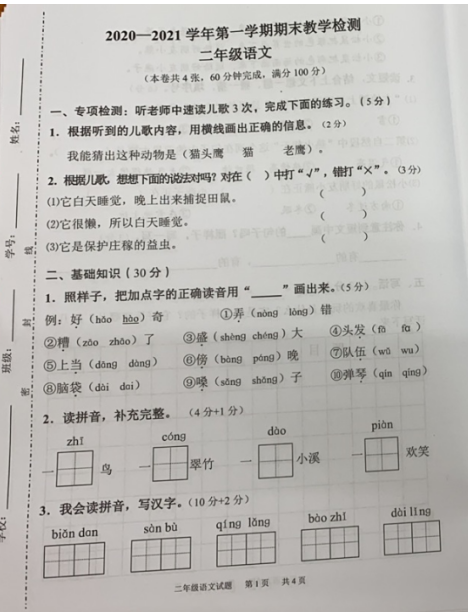 2020—2021学年第一学期期末教学检测
二年级语文
（本卷共4张，60分钟完成，满分100分）
一、专项检测：听老师中速读儿歌3次，完成下面的练习。（5分）
1. 根据听到的儿歌内容，用横线画出正确的信息。（2分）
我能猜出这种动物是（猫头鹰 猫 老鹰）。
2. 根据儿歌，想想下面的说法对吗？对在（ ）中打“√”，错打“×”。（3分）
⑴它白天睡觉，晚上出来捕捉田鼠。 （ ）
⑵它很懒，所以白天睡觉。 （ ）
⑶它是保护庄稼的益虫。 （ ）
二、基础知识（30分）
1. 照样子，把加点字的正确读音用“____”画出来。（5分）
例：好（hǎo hào）奇 ①弄（nòng lòng）错
②糟（zāo zhāo）了 ③盛（shèng chéng）大 ④头发（fà fā）
⑤上当（dàng dāng） ⑥傍（bàng páng）晚 ⑦队伍（wǔ wu）
⑧脑袋（dài dai） ⑨嗓（sǎng shǎng）子 ⑩弹琴（qín qíng）
2. 读拼音，补充完整。（4分+1分）
zhī cóng dào piàn
一 鸟 一 翠竹 一 小溪 一 欢笑
3. 我会读拼音，写汉字。（10分+2分）
biǎn dan sàn bù qíng lǎng bào zhǐ dài lǐng
二年级语文试题 第1页 共4页
姓名：
学号：
班级：
学校：
线
封
密